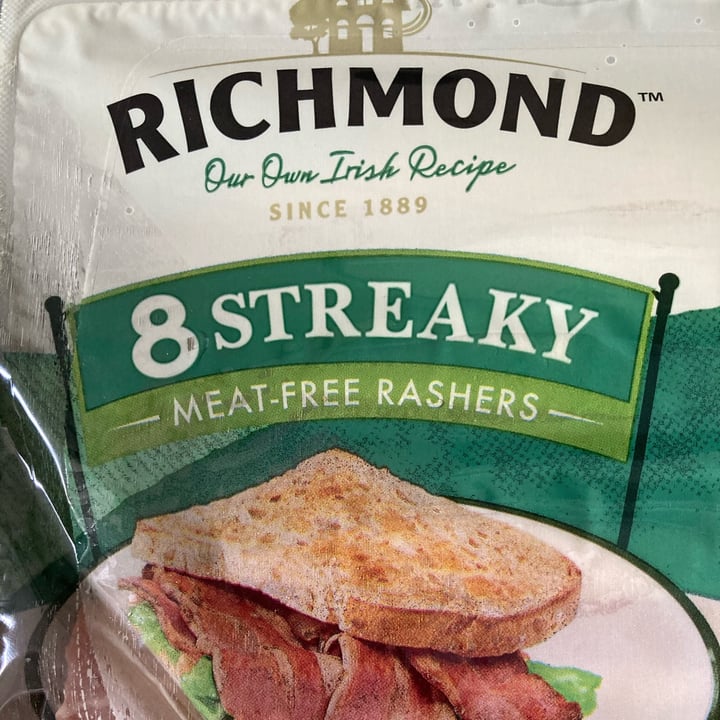 RICHMOND™
Our Own Irish Recipe
SINCE 1889
8 STREAKY
MEAT-FREE RASHERS